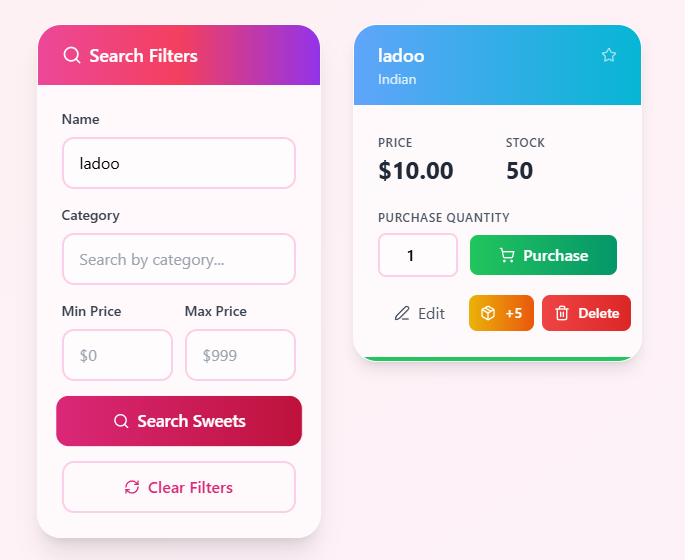 Search Filters
Name
ladoo
Category
Search by category...
Min Price Max Price
$0 $999
Search Sweets
Clear Filters
ladoo
Indian
PRICE STOCK
$10.00 50
PURCHASE QUANTITY
1 Purchase
Edit +5 Delete